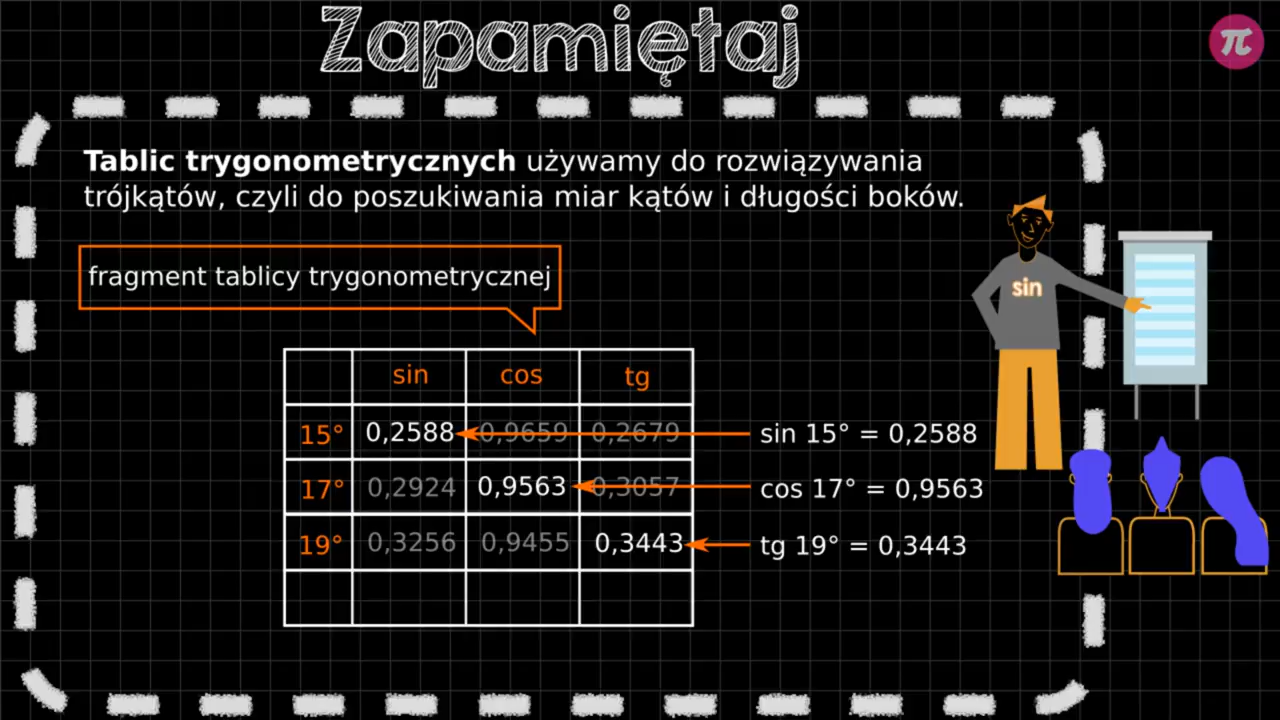 Zapamiętaj
π
Tablic trygonometrycznych używamy do rozwiązywania
trójkątów, czyli do poszukiwania miar kątów i długości boków.
fragment tablicy trygonometrycznej
sin
sin cos tg
15° 0,2588 0,9659 0,2679 sin 15° = 0,2588
17° 0,2924 0,9563 0,3057 cos 17° = 0,9563
19° 0,3256 0,9455 0,3443 tg 19° = 0,3443